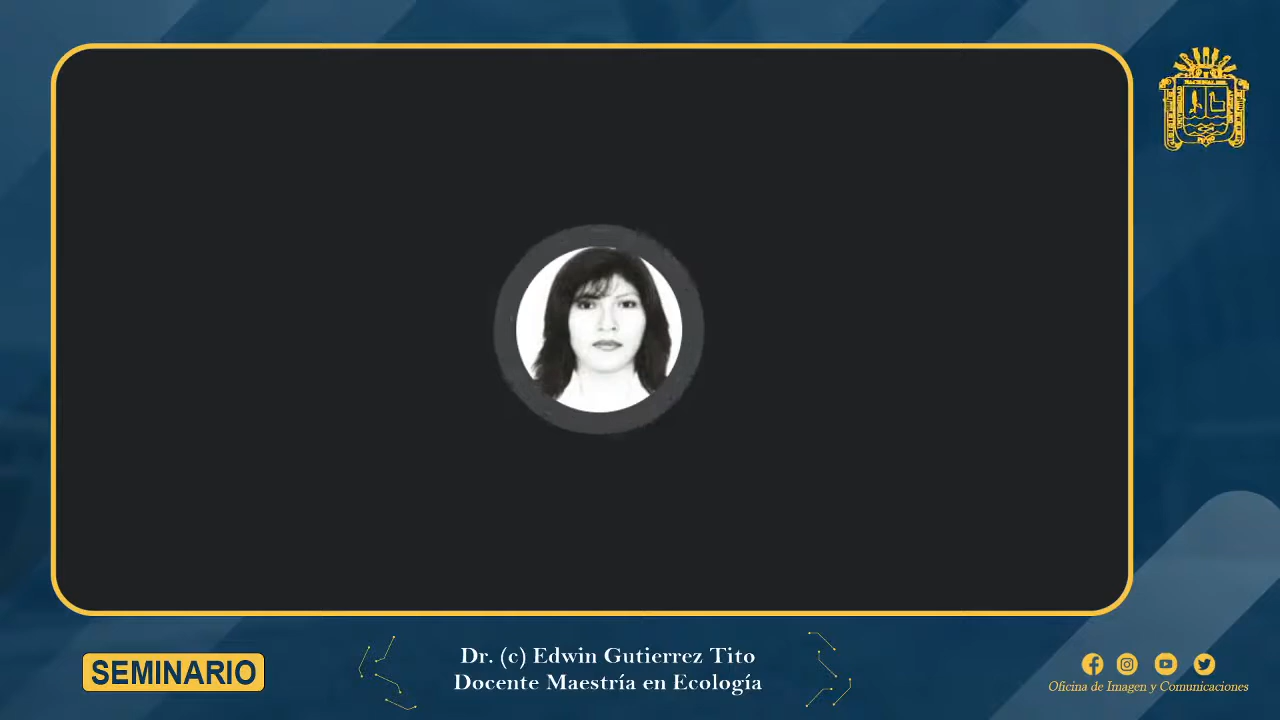 SEMINARIO
Dr. (c) Edwin Gutierrez Tito
Docente Maestría en Ecología
Oficina de Imagen y Comunicaciones